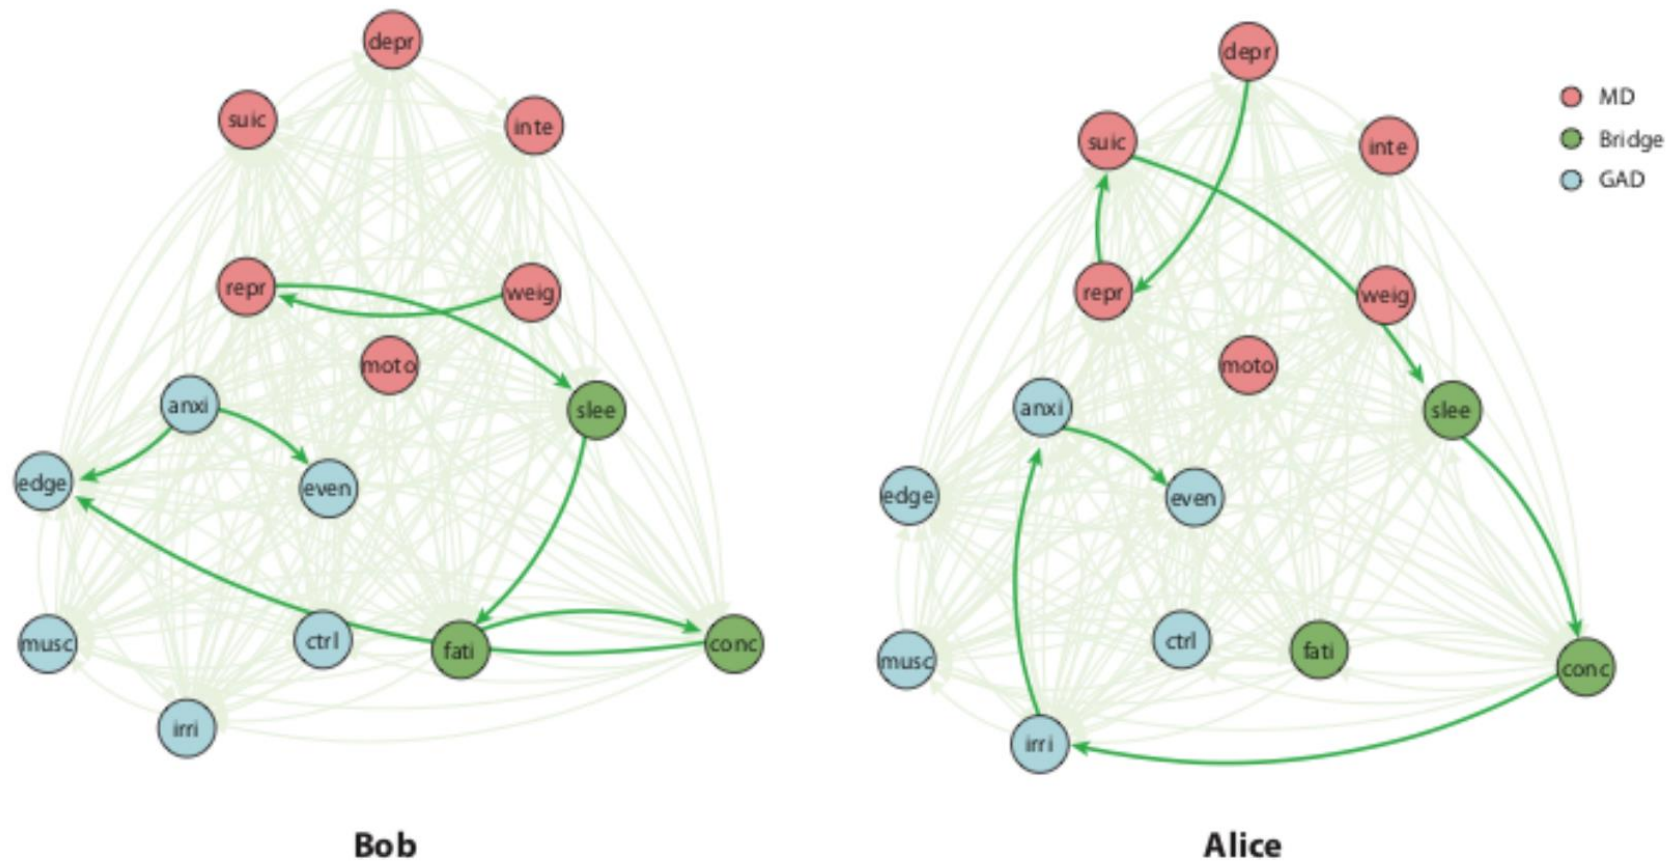 depr
suic
inte
repr
weig
moto
anxi
slee
edge
even
musc
ctrl
fati
conc
irri
Bob
depr
suic
inte
repr
weig
moto
anxi
slee
edge
even
musc
ctrl
fati
conc
irri
Alice
MD
Bridge
GAD